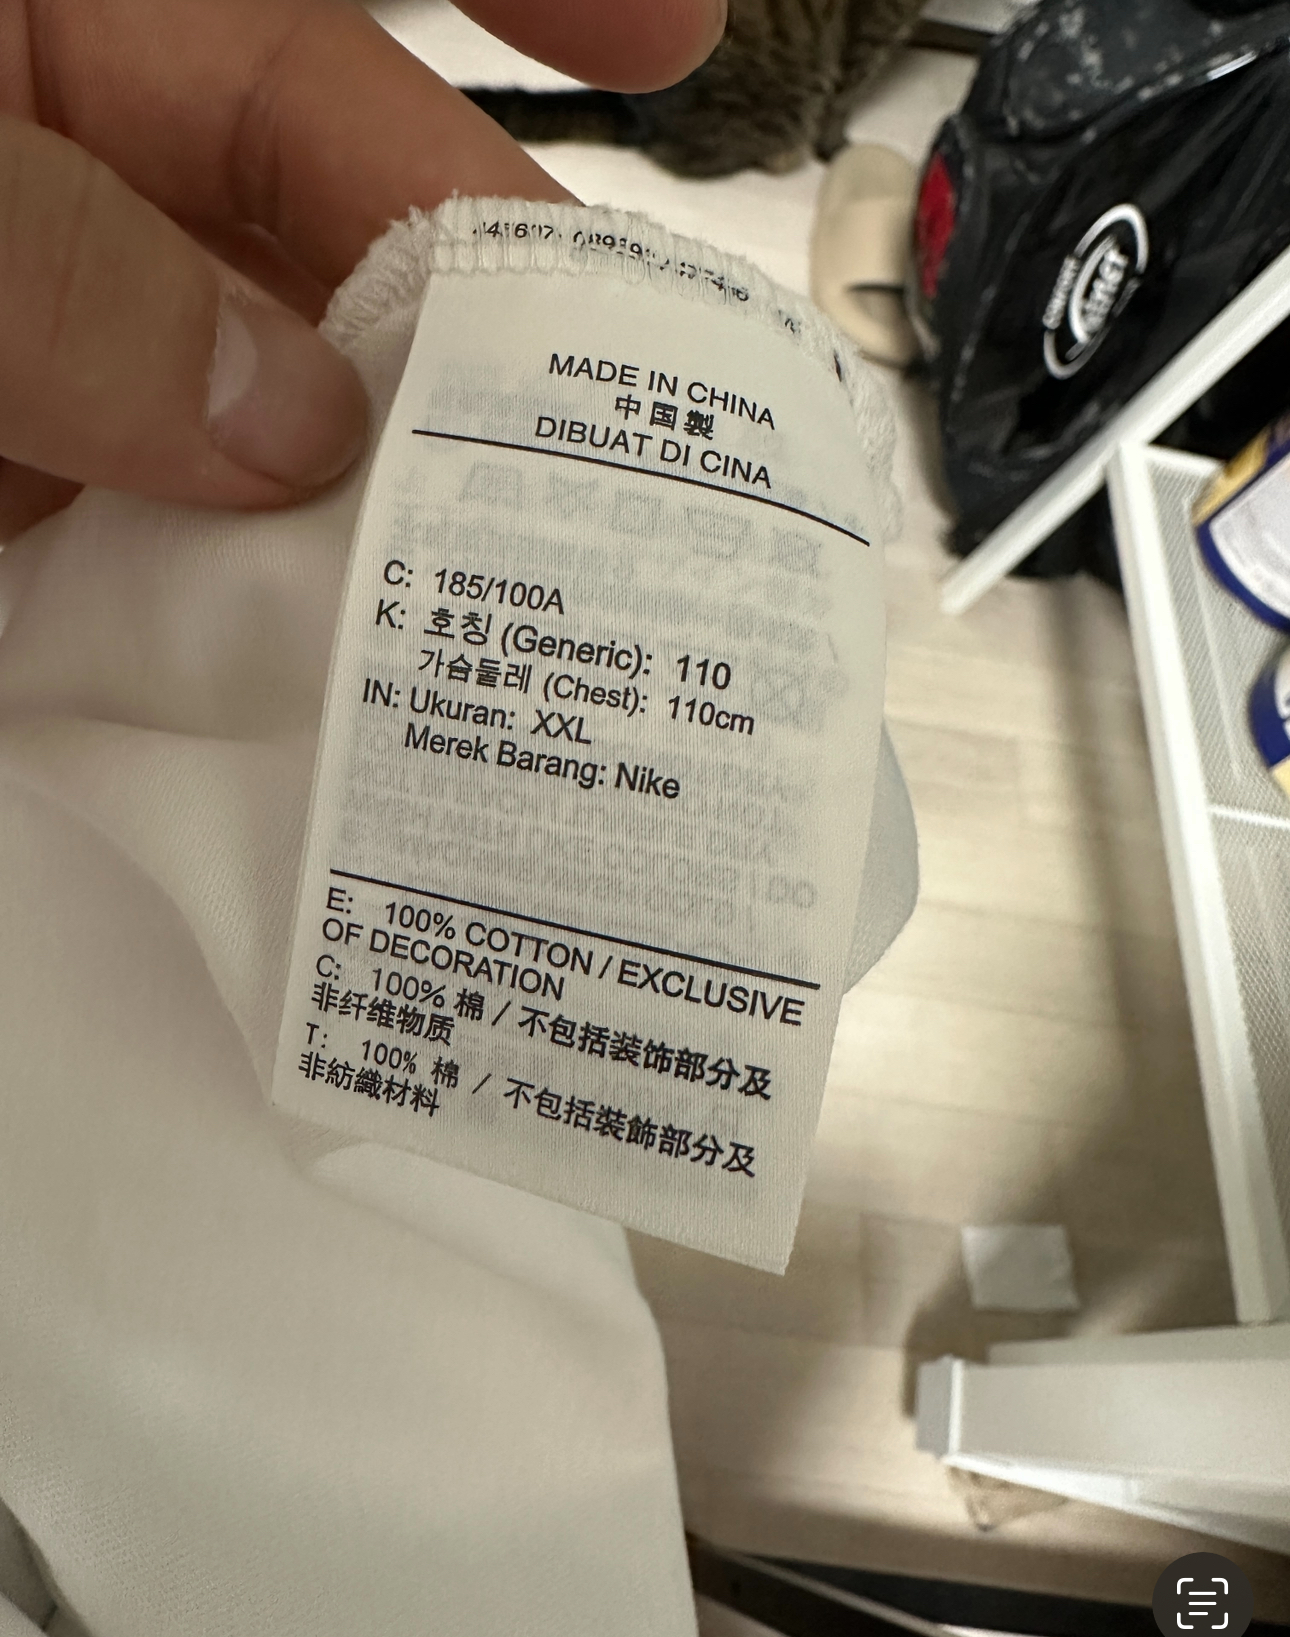 MADE IN CHINA
中国製
DIBUAT DI CINA
C: 185/100A
K: 호칭 (Generic): 110
가슴둘레 (Chest): 110cm
IN: Ukuran: XXL
Merek Barang: Nike
E: 100% COTTON / EXCLUSIVE
OF DECORATION
C: 100% 棉 / 不包括装饰部分及
非纤维物质
T: 100% 棉 / 不包括裝飾部分及
非紡織材料